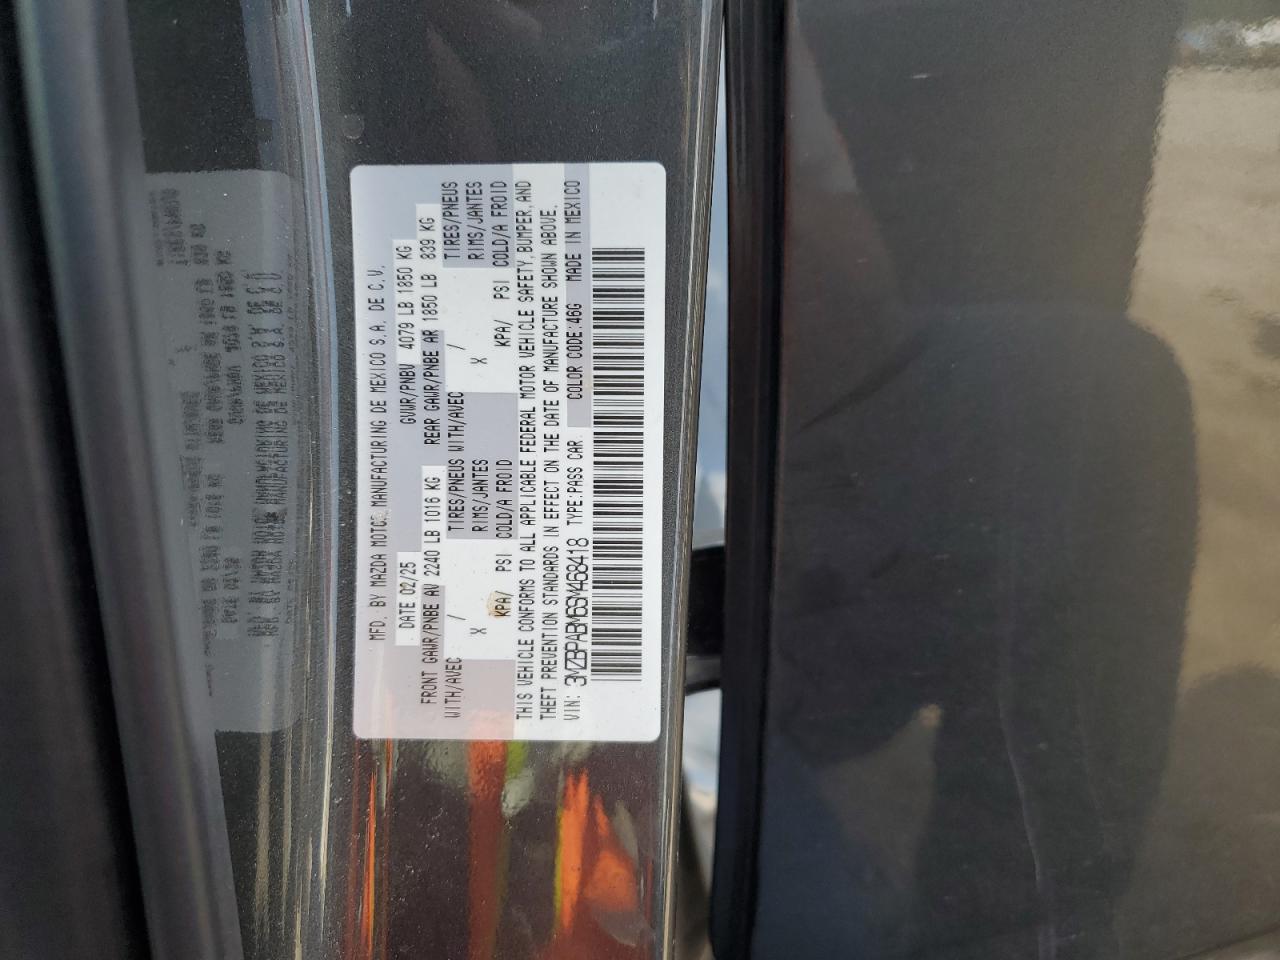 MFD. BY MAZDA MOTOR MANUFACTURING DE MEXICO S.A. DE C.V.
DATE 02/25 GVWR/PNBV 4079 LB 1850 KG
FRONT GAWR/PNBE AV 2240 LB 1016 KG REAR GAWR/PNBE AR 1850 LB 839 KG
WITH/AVEC / TIRES/PNEUS WITH/AVEC / TIRES/PNEUS
X RIMS/JANTES X RIMS/JANTES
KPA/ PSI COLD/A FROID KPA/ PSI COLD/A FROID
THIS VEHICLE CONFORMS TO ALL APPLICABLE FEDERAL MOTOR VEHICLE SAFETY, BUMPER, AND
THEFT PREVENTION STANDARDS IN EFFECT ON THE DATE OF MANUFACTURE SHOWN ABOVE.
VIN: 3MZBPABM6SM468418 TYPE:PASS CAR. COLOR CODE:46G MADE IN MEXICO